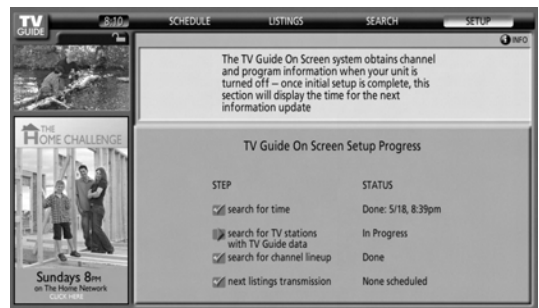 TV
GUIDE
8:10
SCHEDULE LISTINGS SEARCH SETUP
i INFO
The TV Guide On Screen system obtains channel
and program information when your unit is
turned off – once initial setup is complete, this
section will display the time for the next
information update
THE
HOME CHALLENGE
Sundays 8PM
on The Home Network
CLICK HERE
TV Guide On Screen Setup Progress
STEP STATUS
search for time Done: 5/18, 8:39pm
search for TV stations In Progress
with TV Guide data
search for channel lineup Done
next listings transmission None scheduled